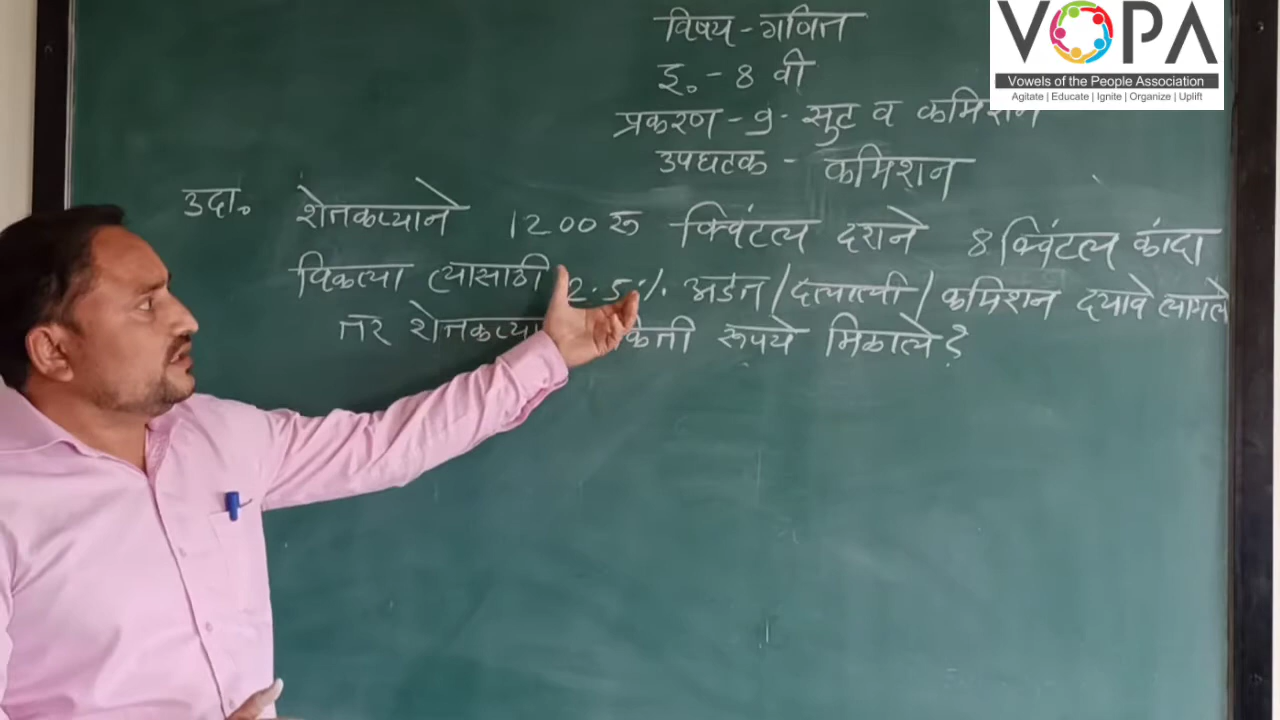 विषय - गणित
इ. - 8 वी
प्रकरण - 9. सुट व कमिशन
उपघटक - कमिशन
उदा. शेतकऱ्याने 1200 रू क्विंटल दराने 8 क्विंटल कांदा
विकला त्यासाठी 2.5% अडत / दलाली / कमिशन दयावे लागले
तर शेतकऱ्या किती रूपये मिळाले?
VOPA
Vowels of the People Association
Agitate | Educate | Ignite | Organize | Uplift